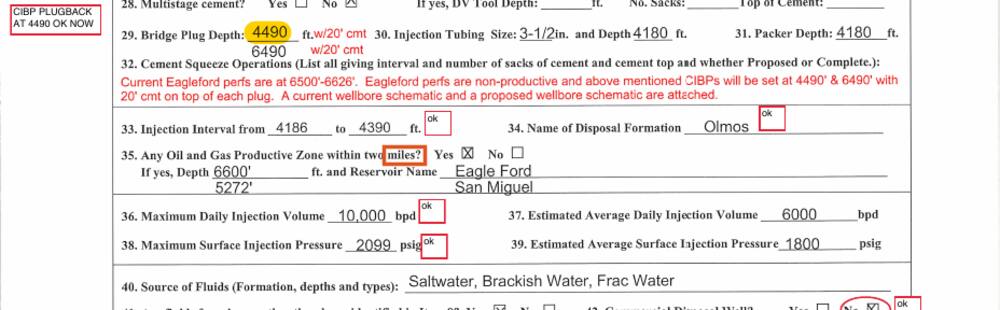 CIBP PLUGBACK
AT 4490 OK NOW
28. Multistage cement? Yes ☐ No ☒ If yes, DV Tool Depth: ft. No. Sacks: Top of Cement:
29. Bridge Plug Depth: 4490 ft. w/20' cmt 30. Injection Tubing Size: 3-1/2in. and Depth 4180 ft. 31. Packer Depth: 4180 ft.
6490 w/20' cmt
32. Cement Squeeze Operations (List all giving interval and number of sacks of cement and cement top and whether Proposed or Complete.):
Current Eagleford perfs are at 6500'-6626'. Eagleford perfs are non-productive and above mentioned CIBPs will be set at 4490' & 6490' with
20' cmt on top of each plug. A current wellbore schematic and a proposed wellbore schematic are attached.
33. Injection Interval from 4186 to 4390 ft. ok 34. Name of Disposal Formation Olmos ok
35. Any Oil and Gas Productive Zone within two miles? Yes ☒ No ☐
If yes, Depth 6600' ft. and Reservoir Name Eagle Ford
5272' San Miguel
36. Maximum Daily Injection Volume 10,000 bpd ok 37. Estimated Average Daily Injection Volume 6000 bpd
38. Maximum Surface Injection Pressure 2099 psig ok 39. Estimated Average Surface Injection Pressure 1800 psig
40. Source of Fluids (Formation, depths and types): Saltwater, Brackish Water, Frac Water
ok